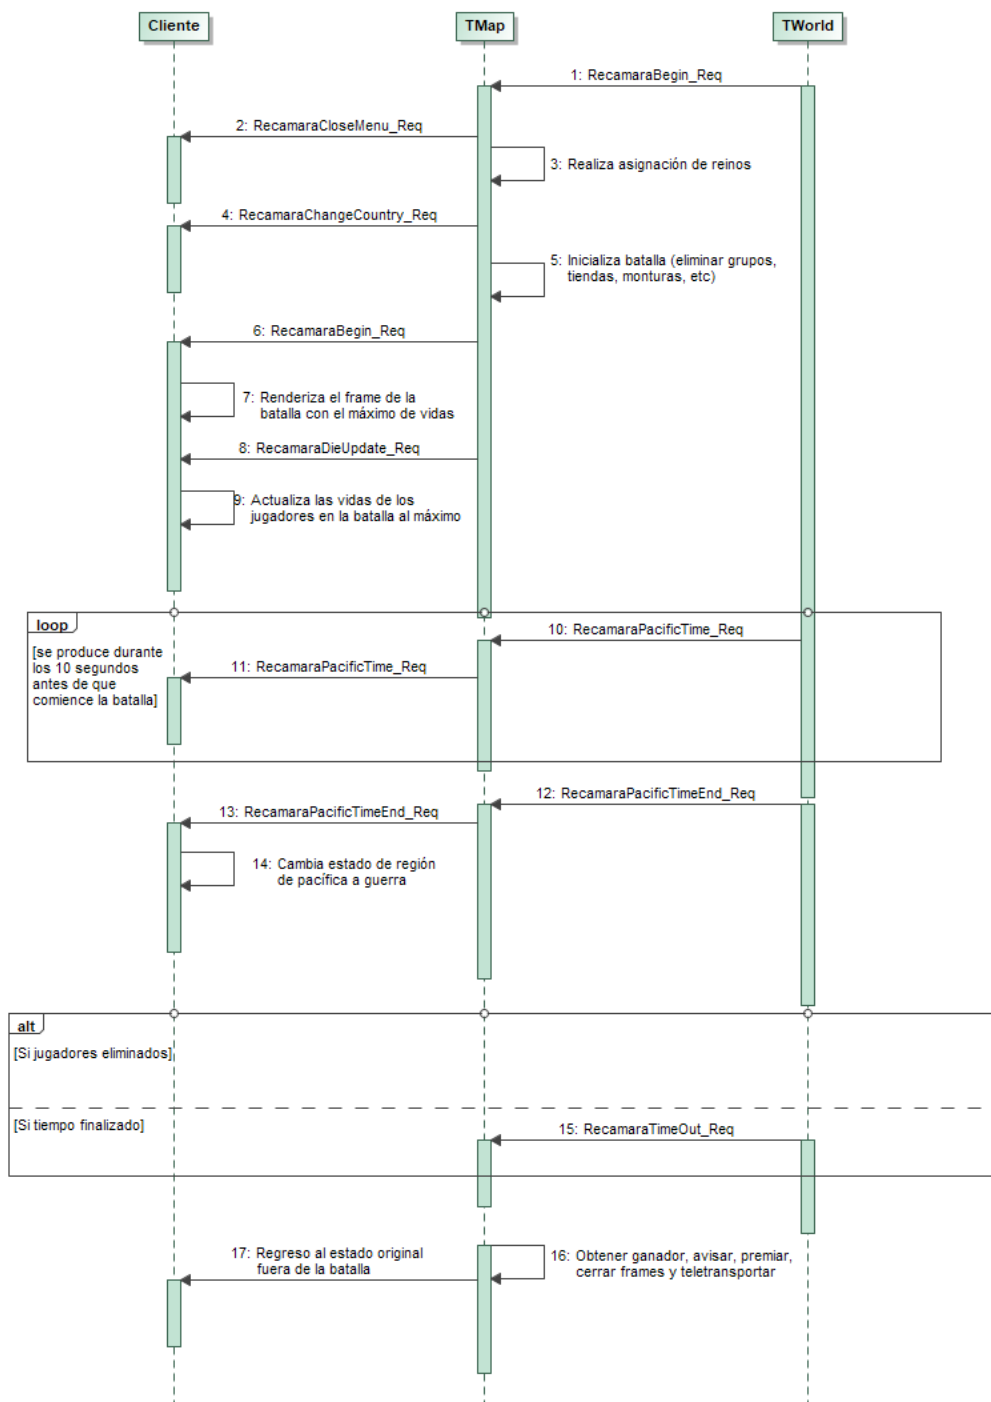 Cliente
TMap
TWorld
1: RecamaraBegin_Req
2: RecamaraCloseMenu_Req
3: Realiza asignación de reinos
4: RecamaraChangeCountry_Req
5: Inicializa batalla (eliminar grupos,
tiendas, monturas, etc)
6: RecamaraBegin_Req
7: Renderiza el frame de la
batalla con el máximo de vidas
8: RecamaraDieUpdate_Req
9: Actualiza las vidas de los
jugadores en la batalla al máximo
loop
[se produce durante
los 10 segundos
antes de que
comience la batalla]
10: RecamaraPacificTime_Req
11: RecamaraPacificTime_Req
12: RecamaraPacificTimeEnd_Req
13: RecamaraPacificTimeEnd_Req
14: Cambia estado de región
de pacífica a guerra
alt
[Si jugadores eliminados]
[Si tiempo finalizado]
15: RecamaraTimeOut_Req
16: Obtener ganador, avisar, premiar,
cerrar frames y teletransportar
17: Regreso al estado original
fuera de la batalla